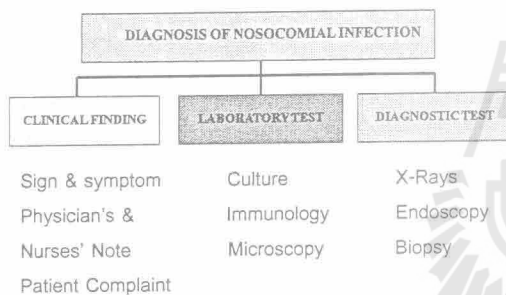 DIAGNOSIS OF NOSOCOMIAL INFECTION
CLINICAL FINDING
LABORATORY TEST
DIAGNOSTIC TEST
Sign & symptom
Physician's &
Nurses' Note
Patient Complaint
Culture
Immunology
Microscopy
X-Rays
Endoscopy
Biopsy